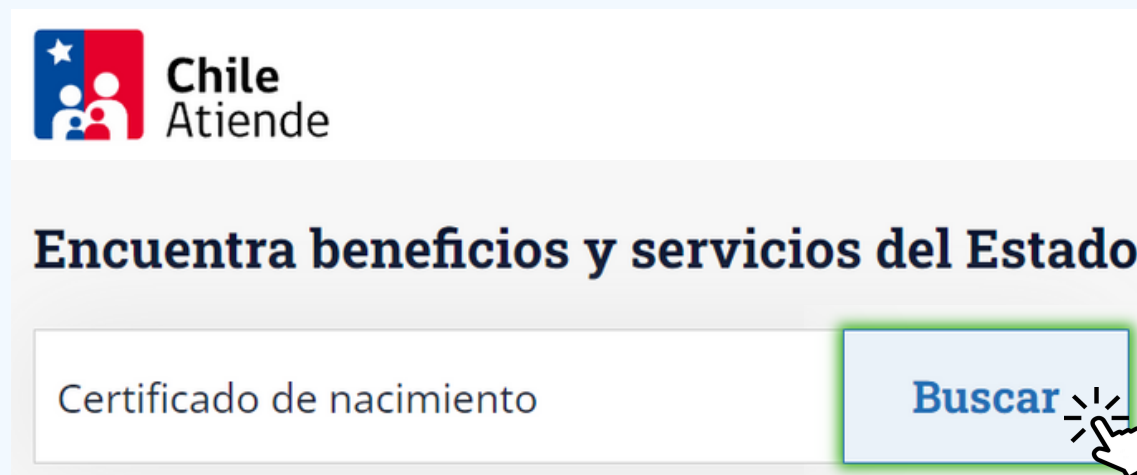 Chile
Atiende
Encuentra beneficios y servicios del Estado
Certificado de nacimiento
Buscar